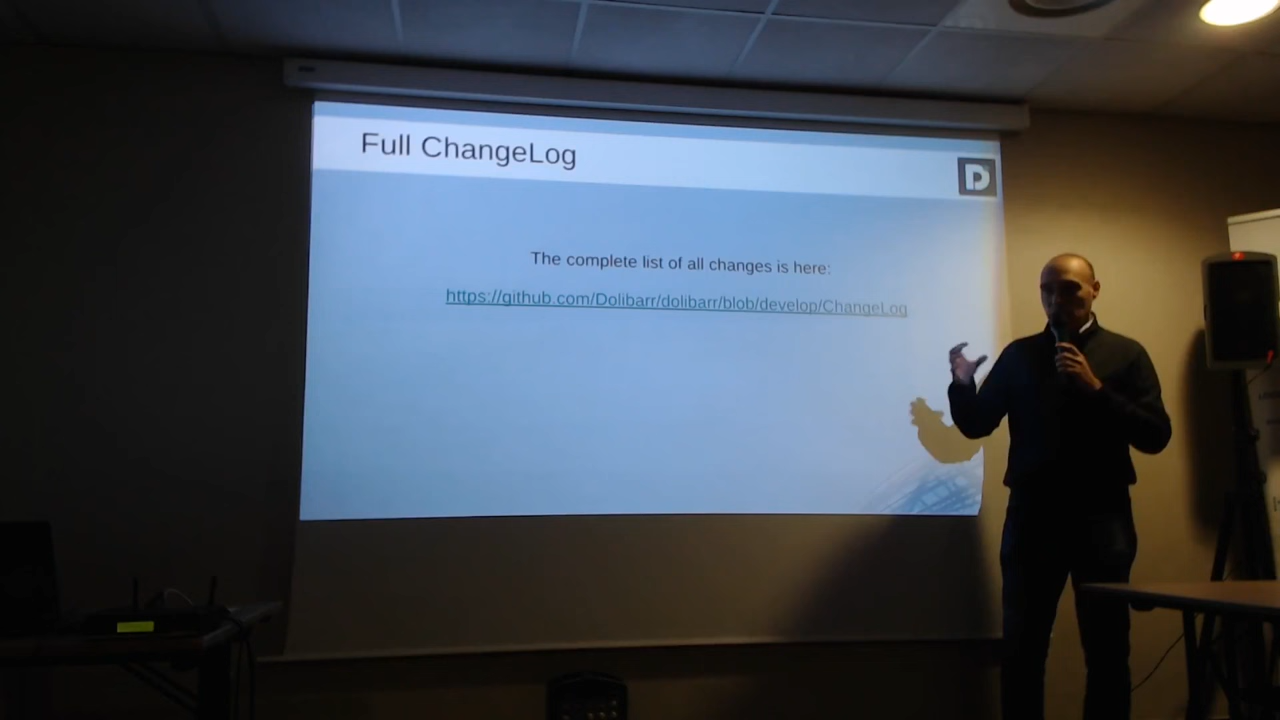 Full ChangeLog
D
The complete list of all changes is here:
https://github.com/Dolibarr/dolibarr/blob/develop/ChangeLog